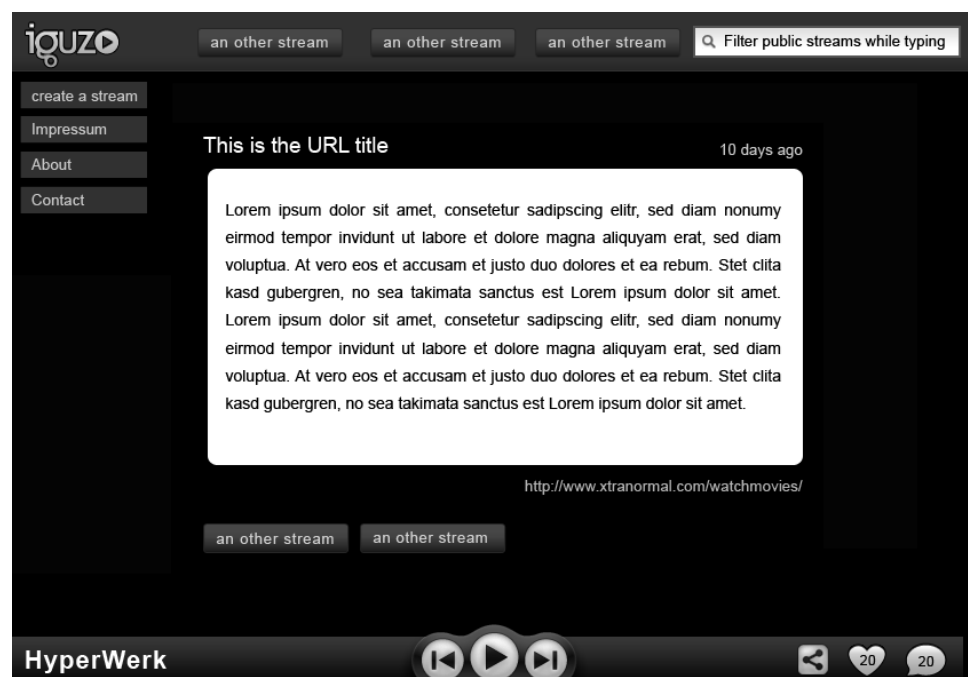 iguzo
an other stream
an other stream
an other stream
Filter public streams while typing
create a stream
Impressum
About
Contact
This is the URL title
10 days ago
Lorem ipsum dolor sit amet, consetetur sadipscing elitr, sed diam nonumy
eirmod tempor invidunt ut labore et dolore magna aliquyam erat, sed diam
voluptua. At vero eos et accusam et justo duo dolores et ea rebum. Stet clita
kasd gubergren, no sea takimata sanctus est Lorem ipsum dolor sit amet.
Lorem ipsum dolor sit amet, consetetur sadipscing elitr, sed diam nonumy
eirmod tempor invidunt ut labore et dolore magna aliquyam erat, sed diam
voluptua. At vero eos et accusam et justo duo dolores et ea rebum. Stet clita
kasd gubergren, no sea takimata sanctus est Lorem ipsum dolor sit amet.
http://www.xtranormal.com/watchmovies/
an other stream
an other stream
HyperWerk
20
20